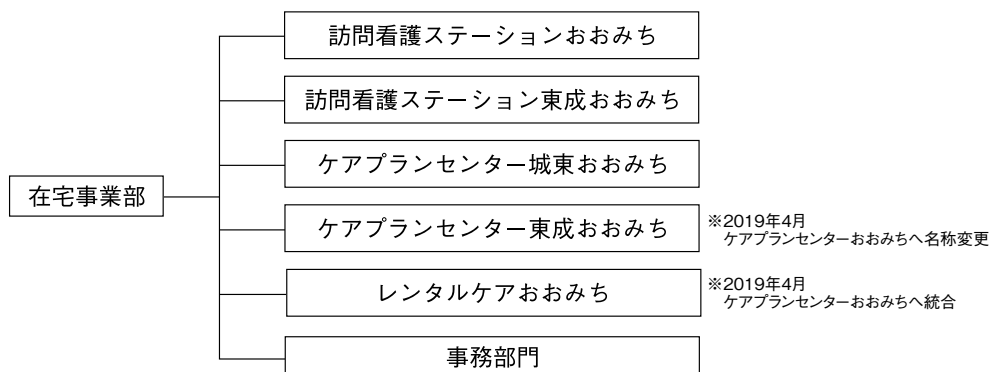 訪問看護ステーションおおみち
訪問看護ステーション東成おおみち
ケアプランセンター城東おおみち
在宅事業部
ケアプランセンター東成おおみち
※2019年4月
ケアプランセンターおおみちへ名称変更
レンタルケアおおみち
※2019年4月
ケアプランセンターおおみちへ統合
事務部門